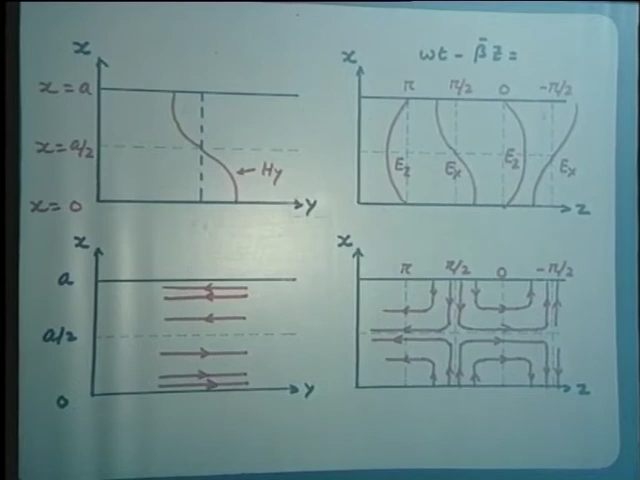 x
x = a
x = a/2
x = 0
Hy
y
ωt - β̄z =
x
π π/2 0 -π/2
Ez Ex Ez Ex
z
x
a
a/2
0
y
x
π π/2 0 -π/2
z